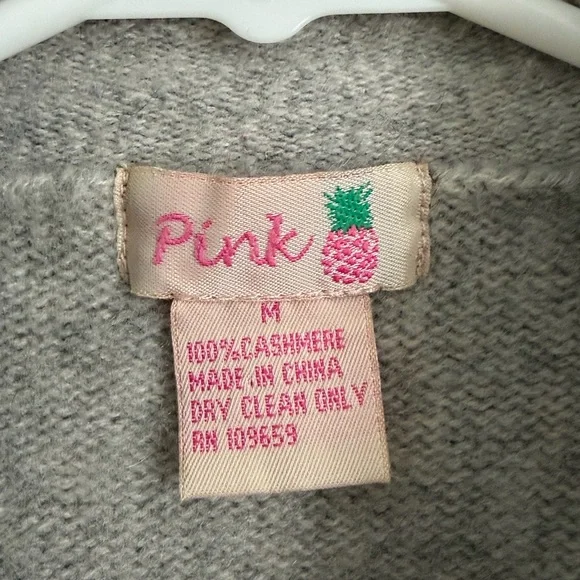 Pink
M
100%CASHMERE
MADE IN CHINA
DRY CLEAN ONLY
RN 109659